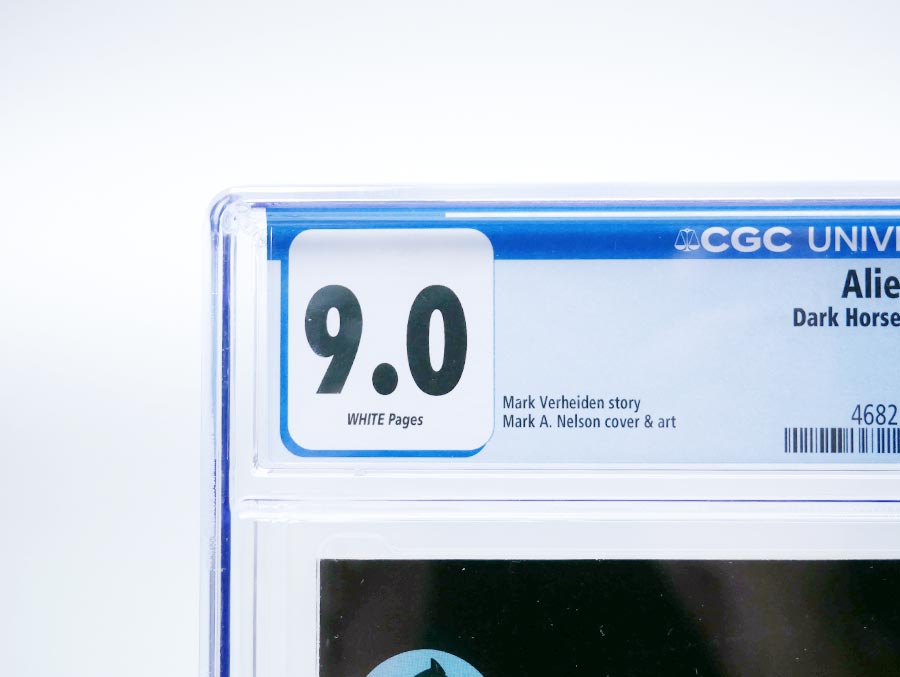 CGC UNIV
Alie
Dark Horse
9.0
WHITE Pages
Mark Verheiden story
Mark A. Nelson cover & art
4682